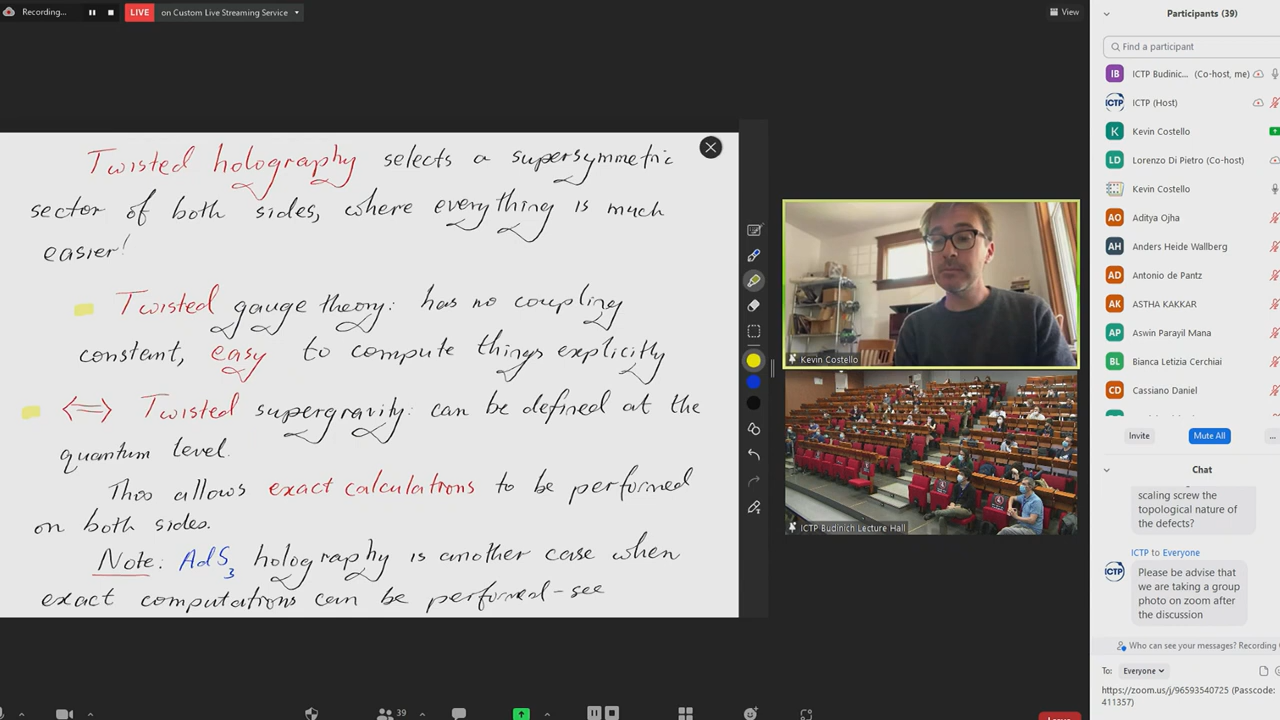 Recording...
LIVE
on Custom Live Streaming Service
View
Twisted holography selects a supersymmetric
sector of both sides, where everything is much
easier!
Twisted gauge theory: has no coupling
constant, easy to compute things explicitly
<=> Twisted supergravity: can be defined at the
quantum level.
This allows exact calculations to be performed
on both sides.
Note: AdS3 holography is another case when
exact computations can be performed - see
Kevin Costello
ICTP Budinich Lecture Hall
Participants (39)
Find a participant
IB ICTP Budinic... (Co-host, me)
ICTP ICTP (Host)
K Kevin Costello
LD Lorenzo Di Pietro (Co-host)
Kevin Costello
AO Aditya Ojha
AH Anders Heide Wallberg
AD Antonio de Pantz
AK ASTHA KAKKAR
AP Aswin Parayil Mana
BL Bianca Letizia Cerchiai
CD Cassiano Daniel
Invite
Mute All
...
Chat
scaling screw the
topological nature of
the defects?
ICTP to Everyone
ICTP
Please be advise that
we are taking a group
photo on zoom after
the discussion
Who can see your messages? Recording
To: Everyone
https://zoom.us/j/96593540725 (Passcode:
411357)
39